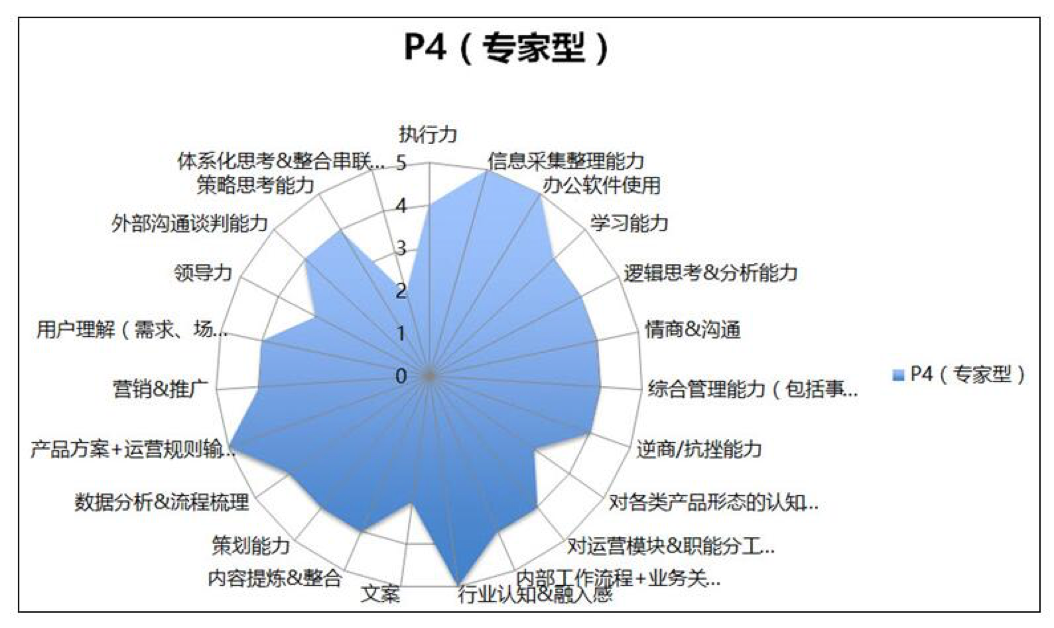 P4（专家型）
执行力
信息采集整理能力
办公软件使用
学习能力
逻辑思考&分析能力
情商&沟通
综合管理能力（包括事...
逆商/抗挫能力
对各类产品形态的认知...
对运营模块&职能分工...
内部工作流程+业务关...
行业认知&融入感
文案
内容提炼&整合
策划能力
数据分析&流程梳理
产品方案+运营规则输...
营销&推广
用户理解（需求、场...
领导力
外部沟通谈判能力
策略思考能力
体系化思考&整合串联...
5
4
3
2
1
0
P4（专家型）